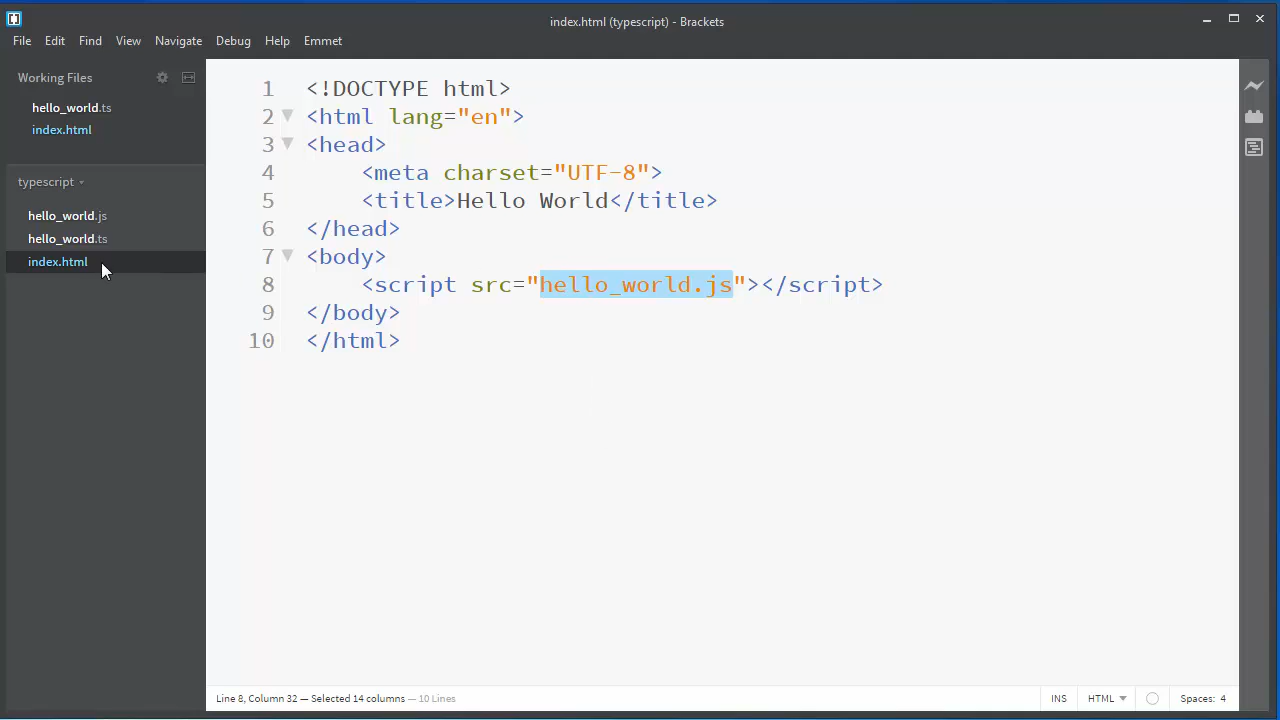 index.html (typescript) - Brackets
File Edit Find View Navigate Debug Help Emmet
Working Files
hello_world.ts
index.html
typescript
hello_world.js
hello_world.ts
index.html
1 <!DOCTYPE html>
2 <html lang="en">
3 <head>
4     <meta charset="UTF-8">
5     <title>Hello World</title>
6 </head>
7 <body>
8     <script src="hello_world.js"></script>
9 </body>
10 </html>
Line 8, Column 32 — Selected 14 columns — 10 Lines INS HTML Spaces: 4